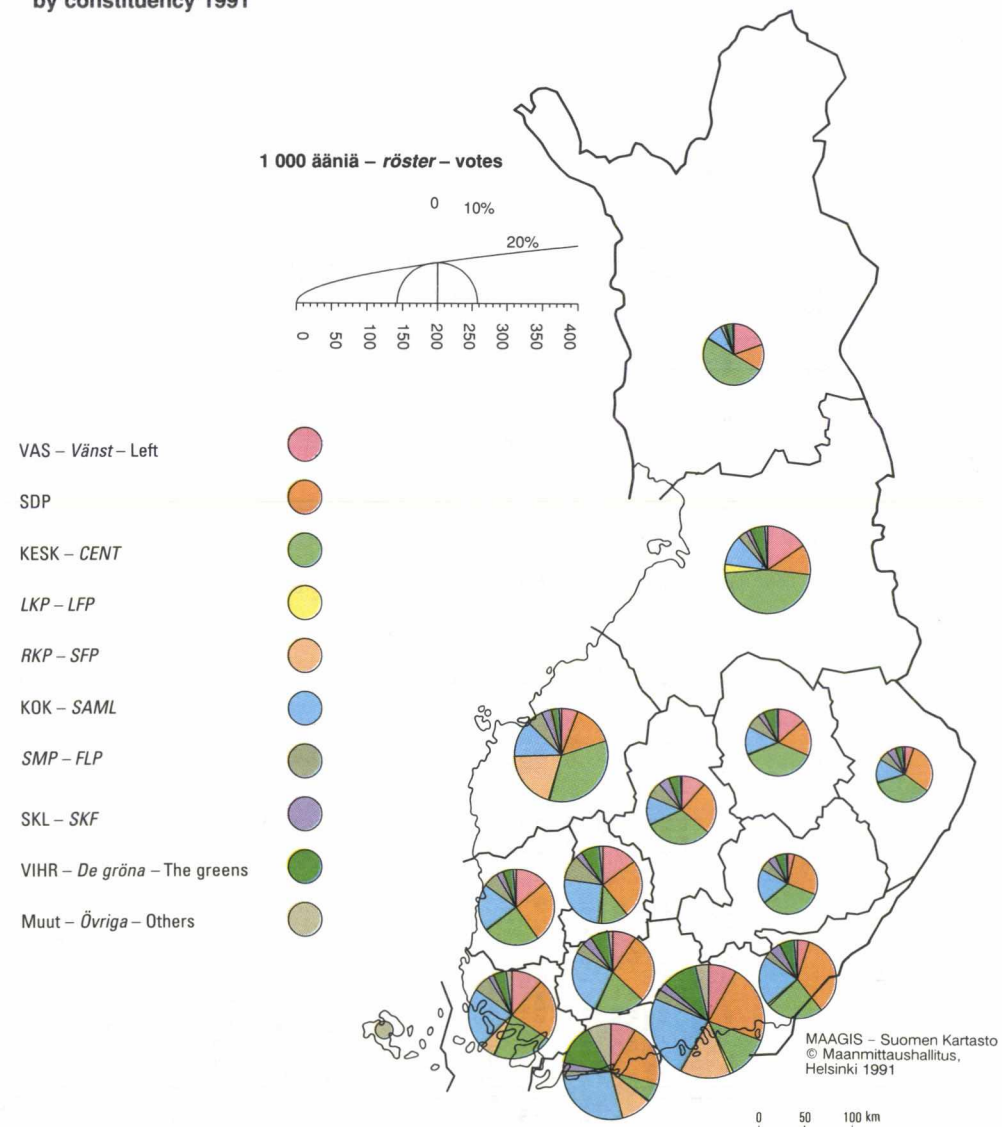 by constituency 1991
1 000 ääniä – röster – votes
0 10%
20%
0 50 100 150 200 250 300 350 400
VAS – Vänst – Left
SDP
KESK – CENT
LKP – LFP
RKP – SFP
KOK – SAML
SMP – FLP
SKL – SKF
VIHR – De gröna – The greens
Muut – Övriga – Others
MAAGIS – Suomen Kartasto
© Maanmittaushallitus,
Helsinki 1991
0 50 100 km